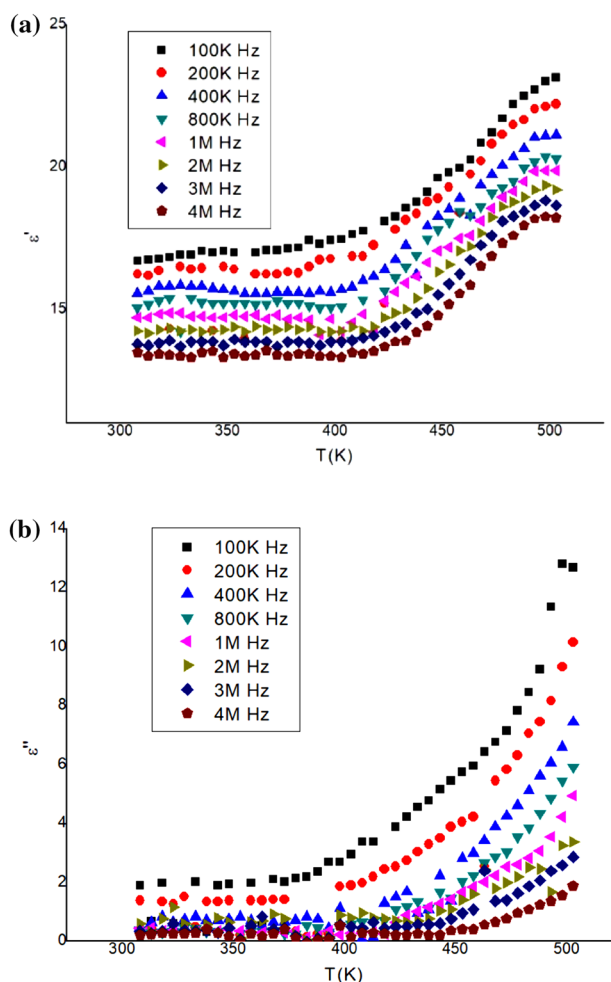 (a)
25
20
15
ε'
100K Hz
200K Hz
400K Hz
800K Hz
1M Hz
2M Hz
3M Hz
4M Hz
300 350 400 450 500
T(K)
(b)
14
12
10
8
6
4
2
0
ε"
100K Hz
200K Hz
400K Hz
800K Hz
1M Hz
2M Hz
3M Hz
4M Hz
300 350 400 450 500
T(K)